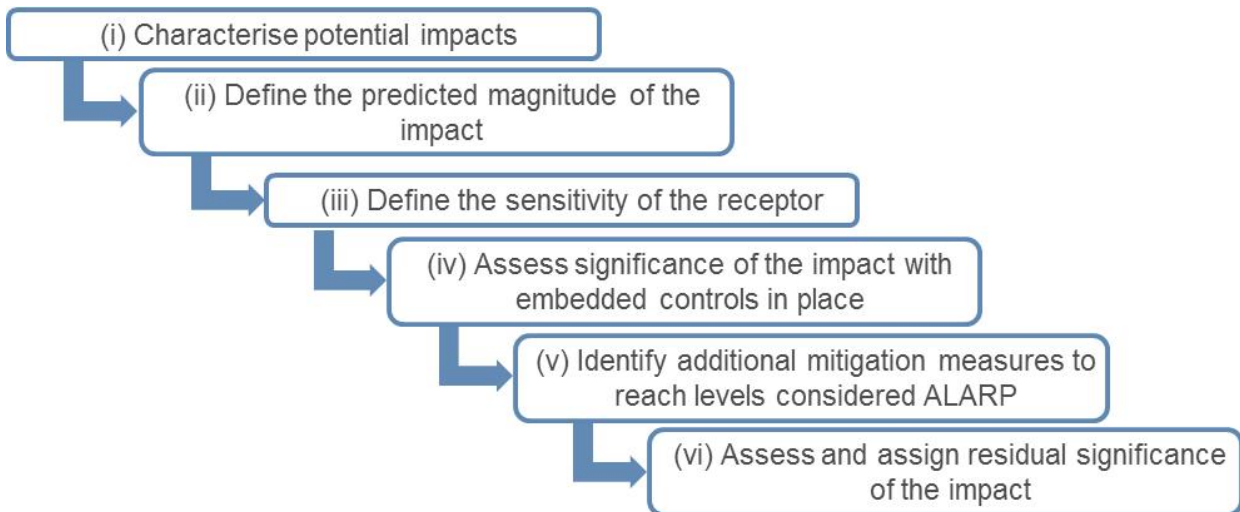 (i) Characterise potential impacts
(ii) Define the predicted magnitude of the
impact
(iii) Define the sensitivity of the receptor
(iv) Assess significance of the impact with
embedded controls in place
(v) Identify additional mitigation measures to
reach levels considered ALARP
(vi) Assess and assign residual significance
of the impact